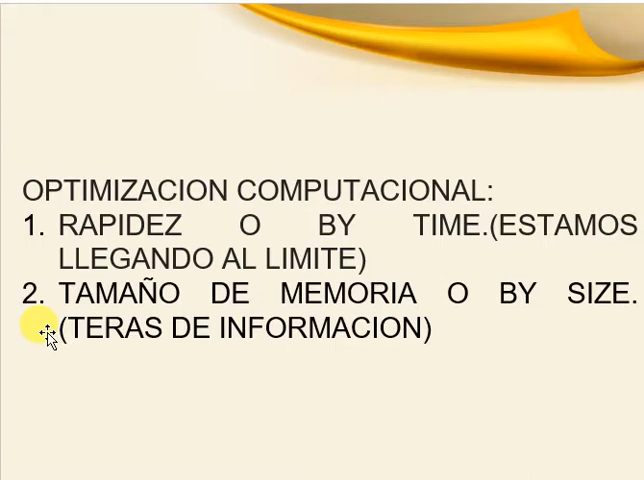 OPTIMIZACION COMPUTACIONAL:
1. RAPIDEZ O BY TIME.(ESTAMOS
LLEGANDO AL LIMITE)
2. TAMAÑO DE MEMORIA O BY SIZE.
(TERAS DE INFORMACION)